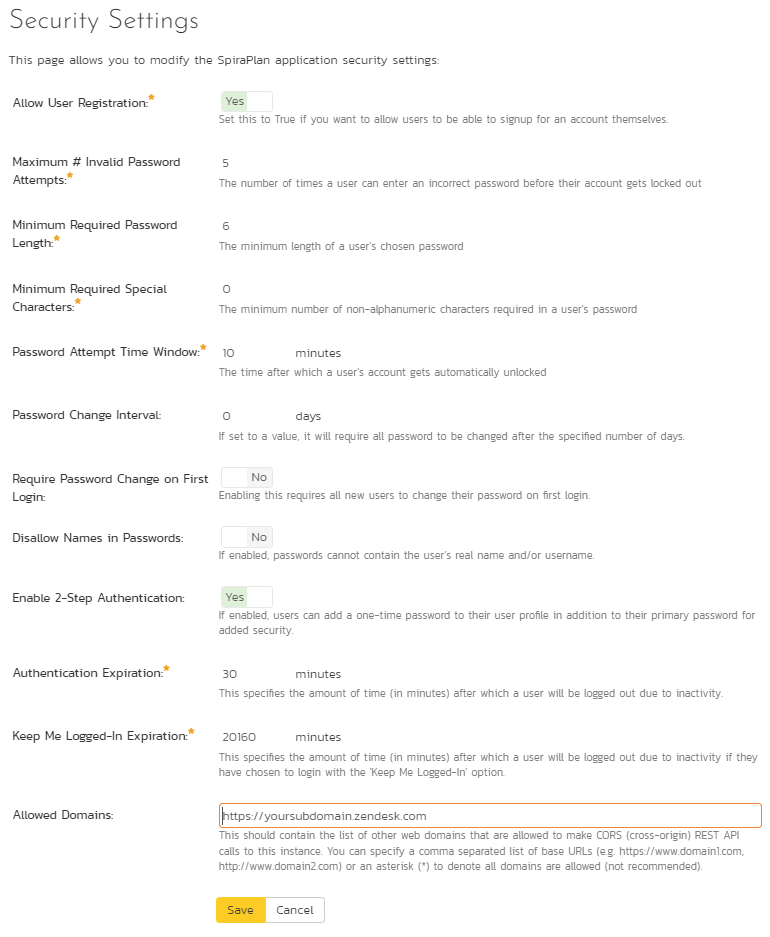 Security Settings
This page allows you to modify the SpiraPlan application security settings:
Allow User Registration:*
Yes
Set this to True if you want to allow users to be able to signup for an account themselves.
Maximum # Invalid Password
Attempts:*
5
The number of times a user can enter an incorrect password before their account gets locked out
Minimum Required Password
Length:*
6
The minimum length of a user's chosen password
Minimum Required Special
Characters:*
0
The minimum number of non-alphanumeric characters required in a user's password
Password Attempt Time Window:*
10 minutes
The time after which a user's account gets automatically unlocked
Password Change Interval:
0 days
If set to a value, it will require all password to be changed after the specified number of days.
Require Password Change on First
Login:
No
Enabling this requires all new users to change their password on first login.
Disallow Names in Passwords:
No
If enabled, passwords cannot contain the user's real name and/or username.
Enable 2-Step Authentication:
Yes
If enabled, users can add a one-time password to their user profile in addition to their primary password for
added security.
Authentication Expiration:*
30 minutes
This specifies the amount of time (in minutes) after which a user will be logged out due to inactivity.
Keep Me Logged-In Expiration:*
20160 minutes
This specifies the amount of time (in minutes) after which a user will be logged out due to inactivity if they
have chosen to login with the 'Keep Me Logged-In' option.
Allowed Domains:
https://yoursubdomain.zendesk.com
This should contain the list of other web domains that are allowed to make CORS (cross-origin) REST API
calls to this instance. You can specify a comma separated list of base URLs (e.g. https://www.domain1.com,
http://www.domain2.com) or an asterisk (*) to denote all domains are allowed (not recommended).
Save Cancel